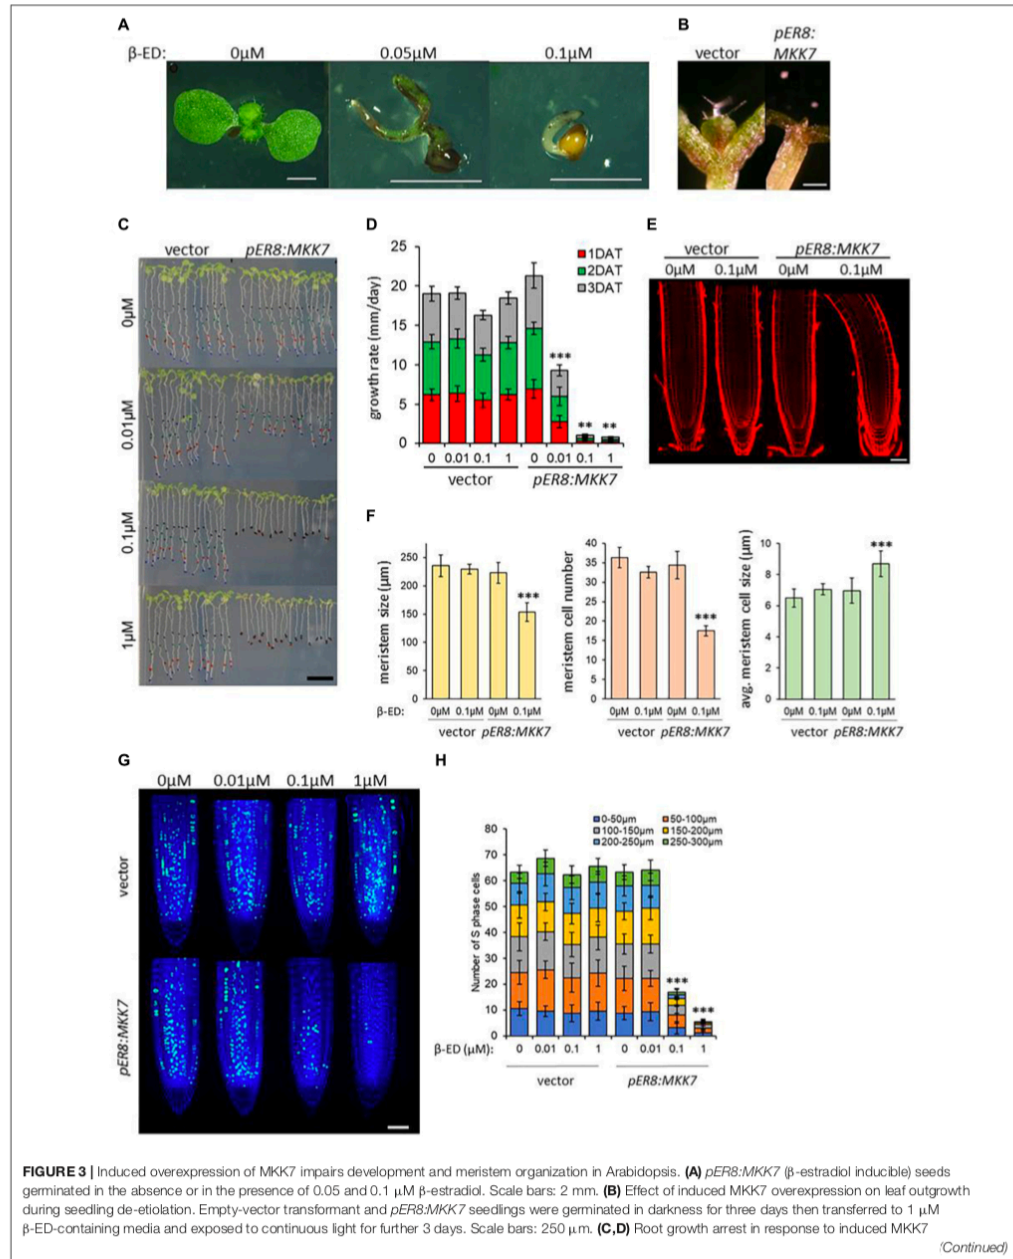 A
β-ED: 0μM 0.05μM 0.1μM
B
vector pER8: MKK7
C
vector pER8:MKK7
0μM
0.01μM
0.1μM
1μM
D
growth rate (mm/day)
25
20
15
10
5
0
1DAT
2DAT
3DAT
***
**
**
0 0.01 0.1 1 0 0.01 0.1 1
vector pER8:MKK7
E
vector pER8:MKK7
0μM 0.1μM 0μM 0.1μM
F
meristem size (μm)
250
200
150
100
50
0
***
β-ED: 0μM 0.1μM 0μM 0.1μM
vector pER8:MKK7
meristem cell number
40
35
30
25
20
15
10
5
0
***
0μM 0.1μM 0μM 0.1μM
vector pER8:MKK7
avg. meristem cell size (μm)
10
8
6
4
2
0
***
0μM 0.1μM 0μM 0.1μM
vector pER8:MKK7
G
0μM 0.01μM 0.1μM 1μM
vector
pER8:MKK7
H
0-50μm 50-100μm
100-150μm 150-200μm
200-250μm 250-300μm
Number of S phase cells
80
70
60
50
40
30
20
10
0
***
***
β-ED (μM): 0 0.01 0.1 1 0 0.01 0.1 1
vector pER8:MKK7
FIGURE 3 | Induced overexpression of MKK7 impairs development and meristem organization in Arabidopsis. (A) pER8:MKK7 (β-estradiol inducible) seeds
germinated in the absence or in the presence of 0.05 and 0.1 μM β-estradiol. Scale bars: 2 mm. (B) Effect of induced MKK7 overexpression on leaf outgrowth
during seedling de-etiolation. Empty-vector transformant and pER8:MKK7 seedlings were germinated in darkness for three days then transferred to 1 μM
β-ED-containing media and exposed to continuous light for further 3 days. Scale bars: 250 μm. (C,D) Root growth arrest in response to induced MKK7
(Continued)